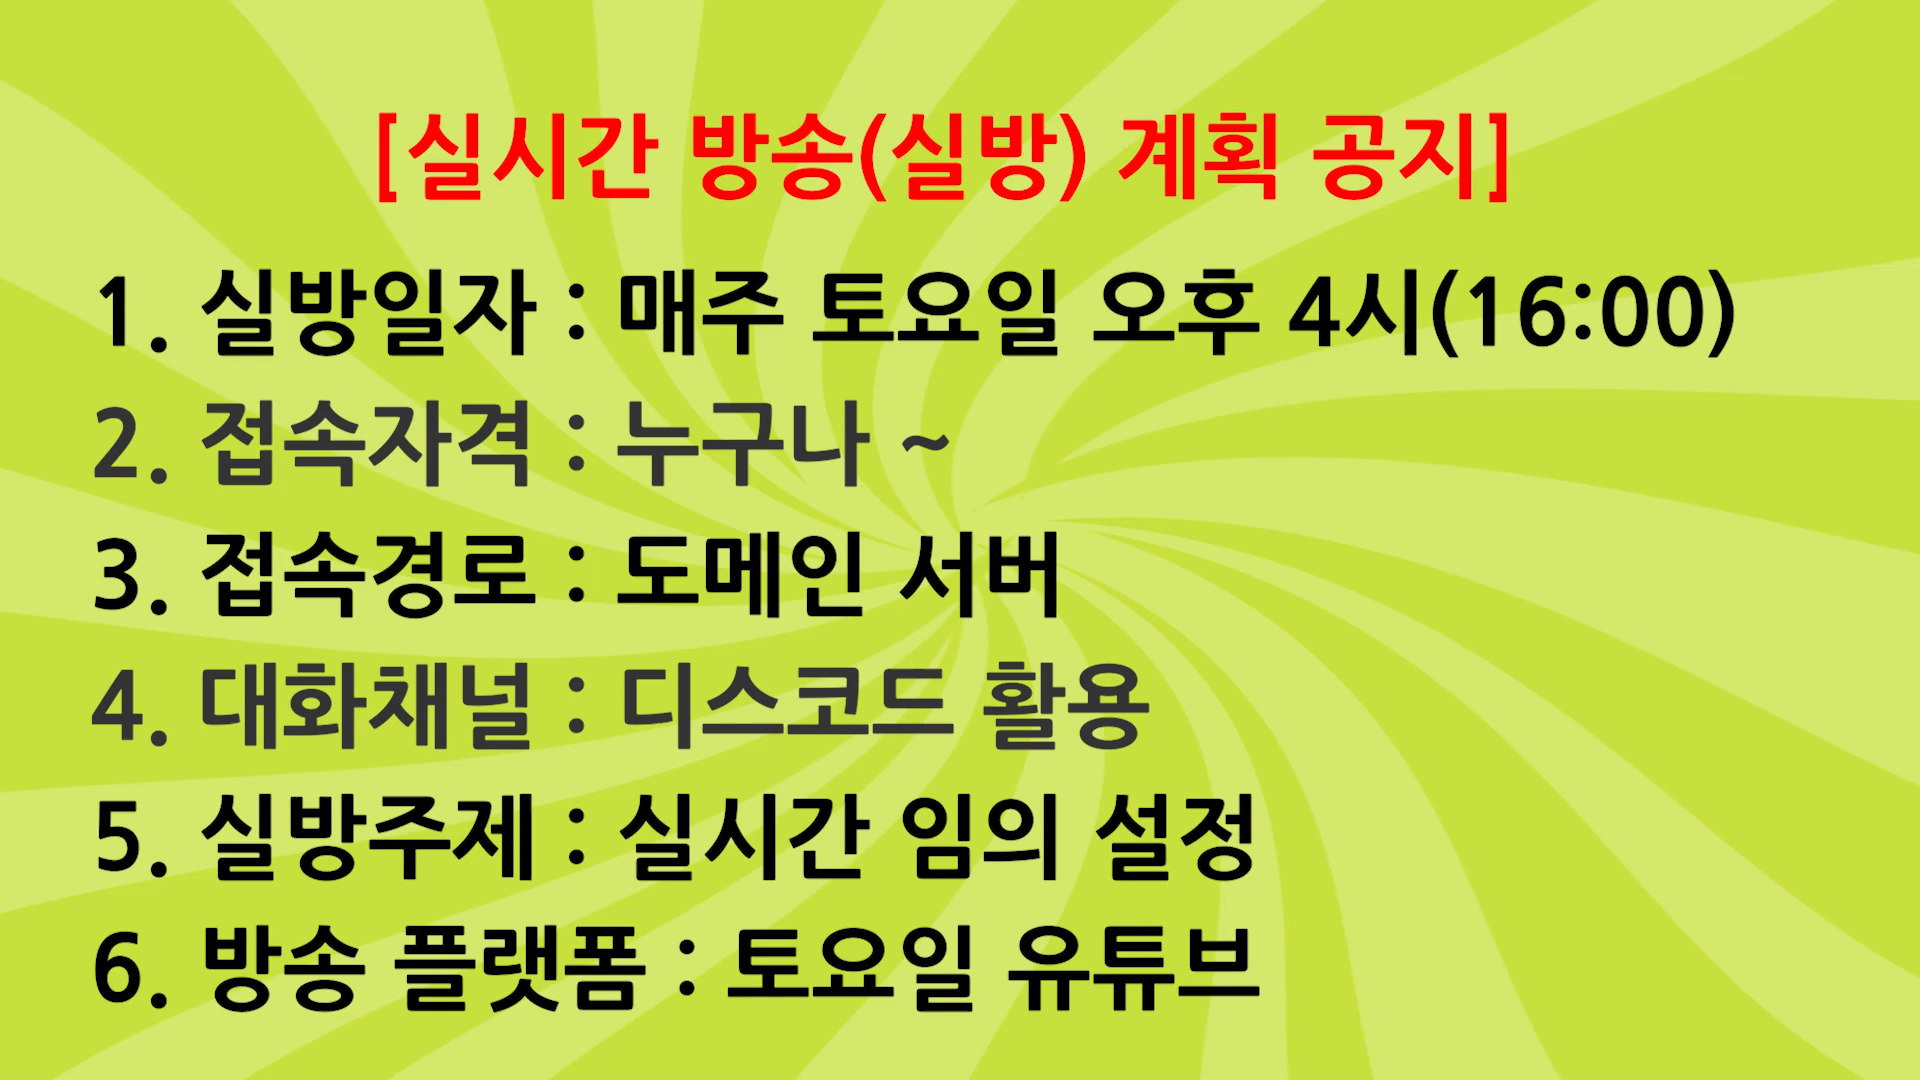 [실시간 방송(실방) 계획 공지]
1. 실방일자 : 매주 토요일 오후 4시(16:00)
2. 접속자격 : 누구나 ~
3. 접속경로 : 도메인 서버
4. 대화채널 : 디스코드 활용
5. 실방주제 : 실시간 임의 설정
6. 방송 플랫폼 : 토요일 유튜브